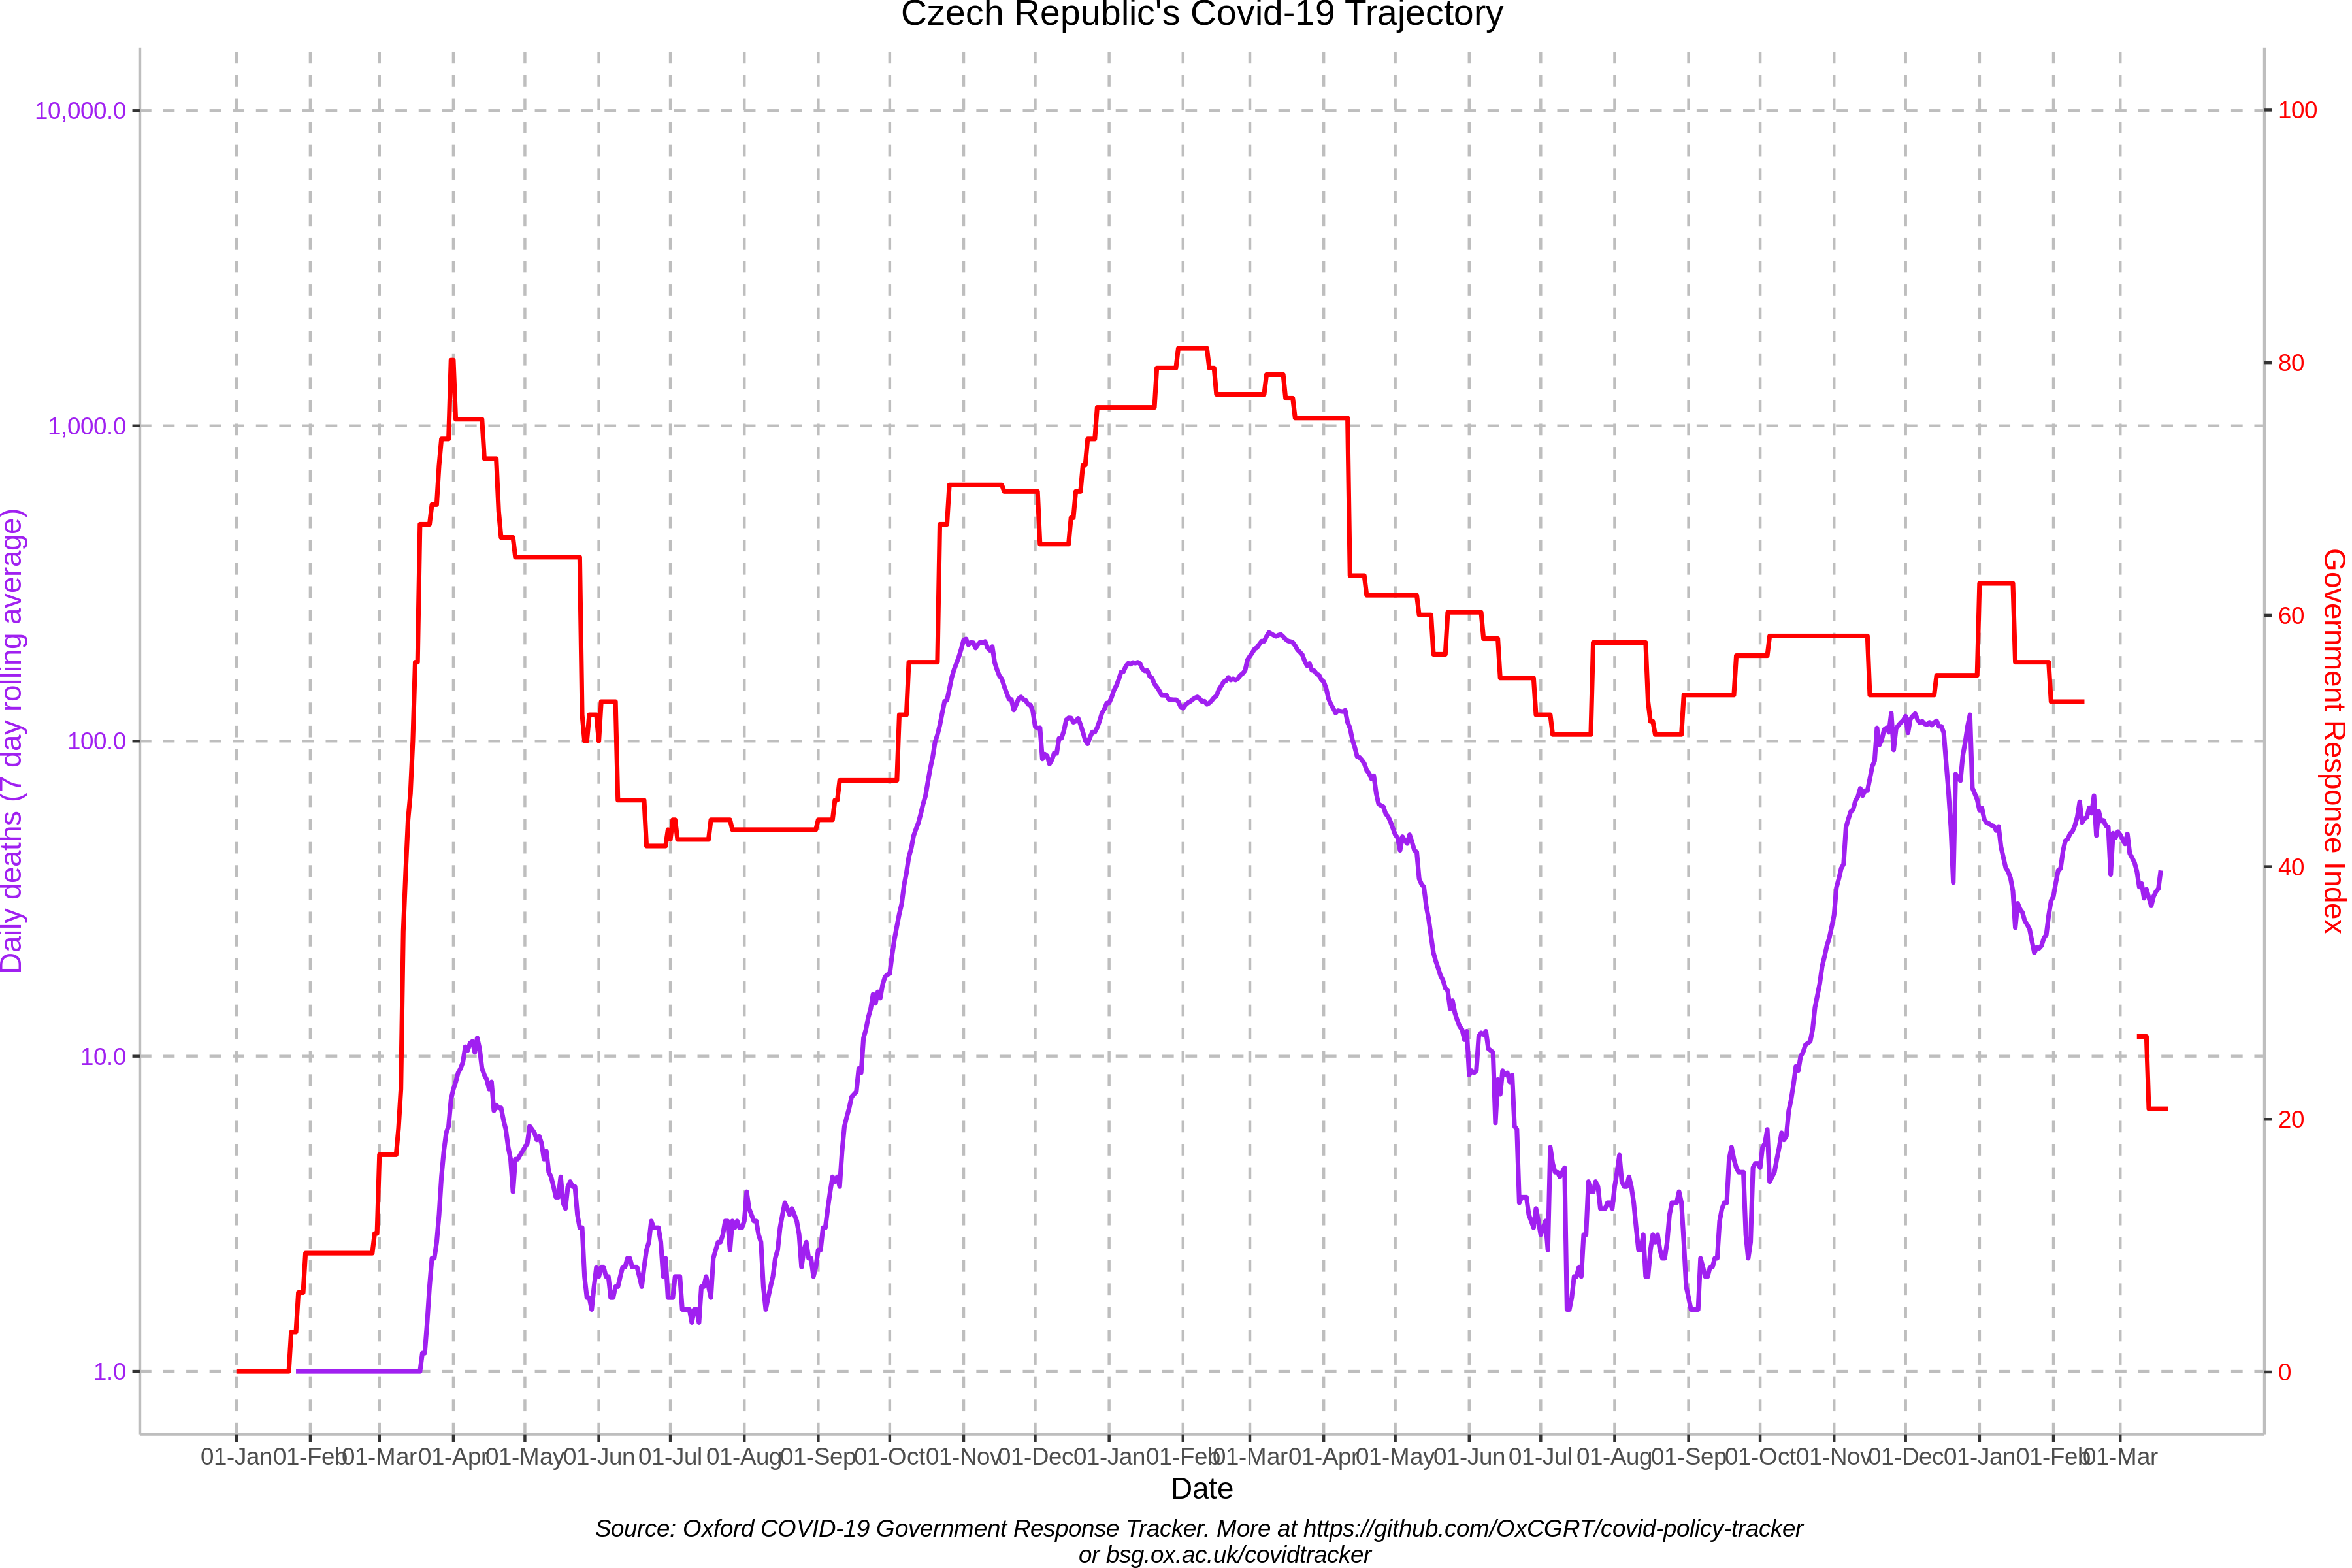 Czech Republic's Covid-19 Trajectory
10,000.0
1,000.0
100.0
10.0
1.0
Daily deaths (7 day rolling average)
100
80
60
40
20
0
Government Response Index
01-Jan 01-Feb 01-Mar 01-Apr 01-May 01-Jun 01-Jul 01-Aug 01-Sep 01-Oct 01-Nov 01-Dec 01-Jan 01-Feb 01-Mar 01-Apr 01-May 01-Jun 01-Jul 01-Aug 01-Sep 01-Oct 01-Nov 01-Dec 01-Jan 01-Feb 01-Mar
Date
Source: Oxford COVID-19 Government Response Tracker. More at https://github.com/OxCGRT/covid-policy-tracker
or bsg.ox.ac.uk/covidtracker